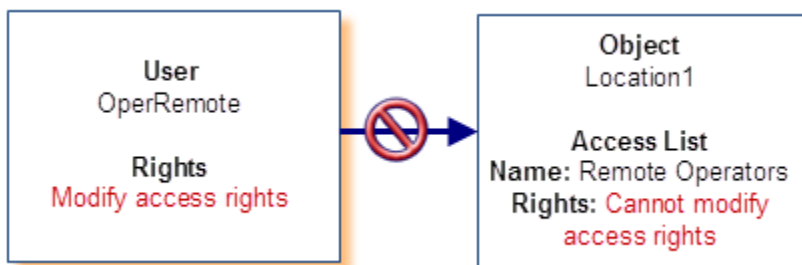 User
OperRemote
Rights
Modify access rights
Object
Location1
Access List
Name: Remote Operators
Rights: Cannot modify
access rights